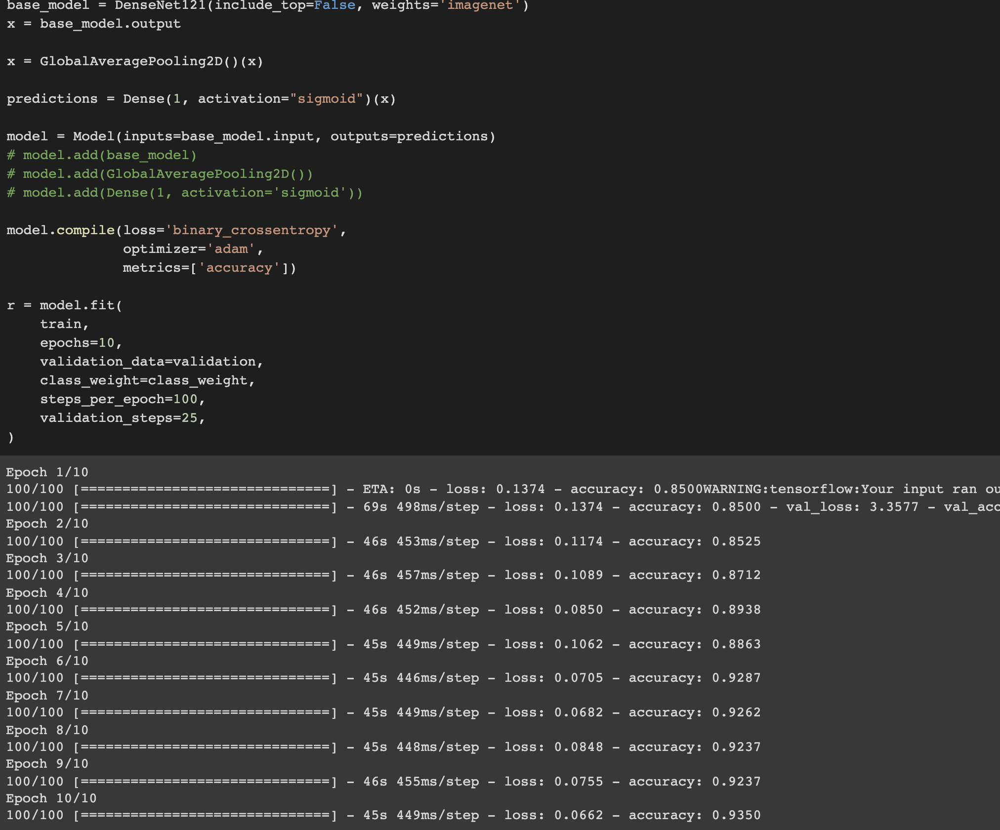 base_model = DenseNet121(include_top=False, weights='imagenet')
x = base_model.output
x = GlobalAveragePooling2D()(x)
predictions = Dense(1, activation="sigmoid")(x)
model = Model(inputs=base_model.input, outputs=predictions)
# model.add(base_model)
# model.add(GlobalAveragePooling2D())
# model.add(Dense(1, activation='sigmoid'))
model.compile(loss='binary_crossentropy',
optimizer='adam',
metrics=['accuracy'])
r = model.fit(
train,
epochs=10,
validation_data=validation,
class_weight=class_weight,
steps_per_epoch=100,
validation_steps=25,
)
Epoch 1/10
100/100 [==============================] - ETA: 0s - loss: 0.1374 - accuracy: 0.8500WARNING:tensorflow:Your input ran ou
100/100 [==============================] - 69s 498ms/step - loss: 0.1374 - accuracy: 0.8500 - val_loss: 3.3577 - val_acc
Epoch 2/10
100/100 [==============================] - 46s 453ms/step - loss: 0.1174 - accuracy: 0.8525
Epoch 3/10
100/100 [==============================] - 46s 457ms/step - loss: 0.1089 - accuracy: 0.8712
Epoch 4/10
100/100 [==============================] - 46s 452ms/step - loss: 0.0850 - accuracy: 0.8938
Epoch 5/10
100/100 [==============================] - 45s 449ms/step - loss: 0.1062 - accuracy: 0.8863
Epoch 6/10
100/100 [==============================] - 45s 446ms/step - loss: 0.0705 - accuracy: 0.9287
Epoch 7/10
100/100 [==============================] - 45s 449ms/step - loss: 0.0682 - accuracy: 0.9262
Epoch 8/10
100/100 [==============================] - 45s 448ms/step - loss: 0.0848 - accuracy: 0.9237
Epoch 9/10
100/100 [==============================] - 46s 455ms/step - loss: 0.0755 - accuracy: 0.9237
Epoch 10/10
100/100 [==============================] - 45s 449ms/step - loss: 0.0662 - accuracy: 0.9350